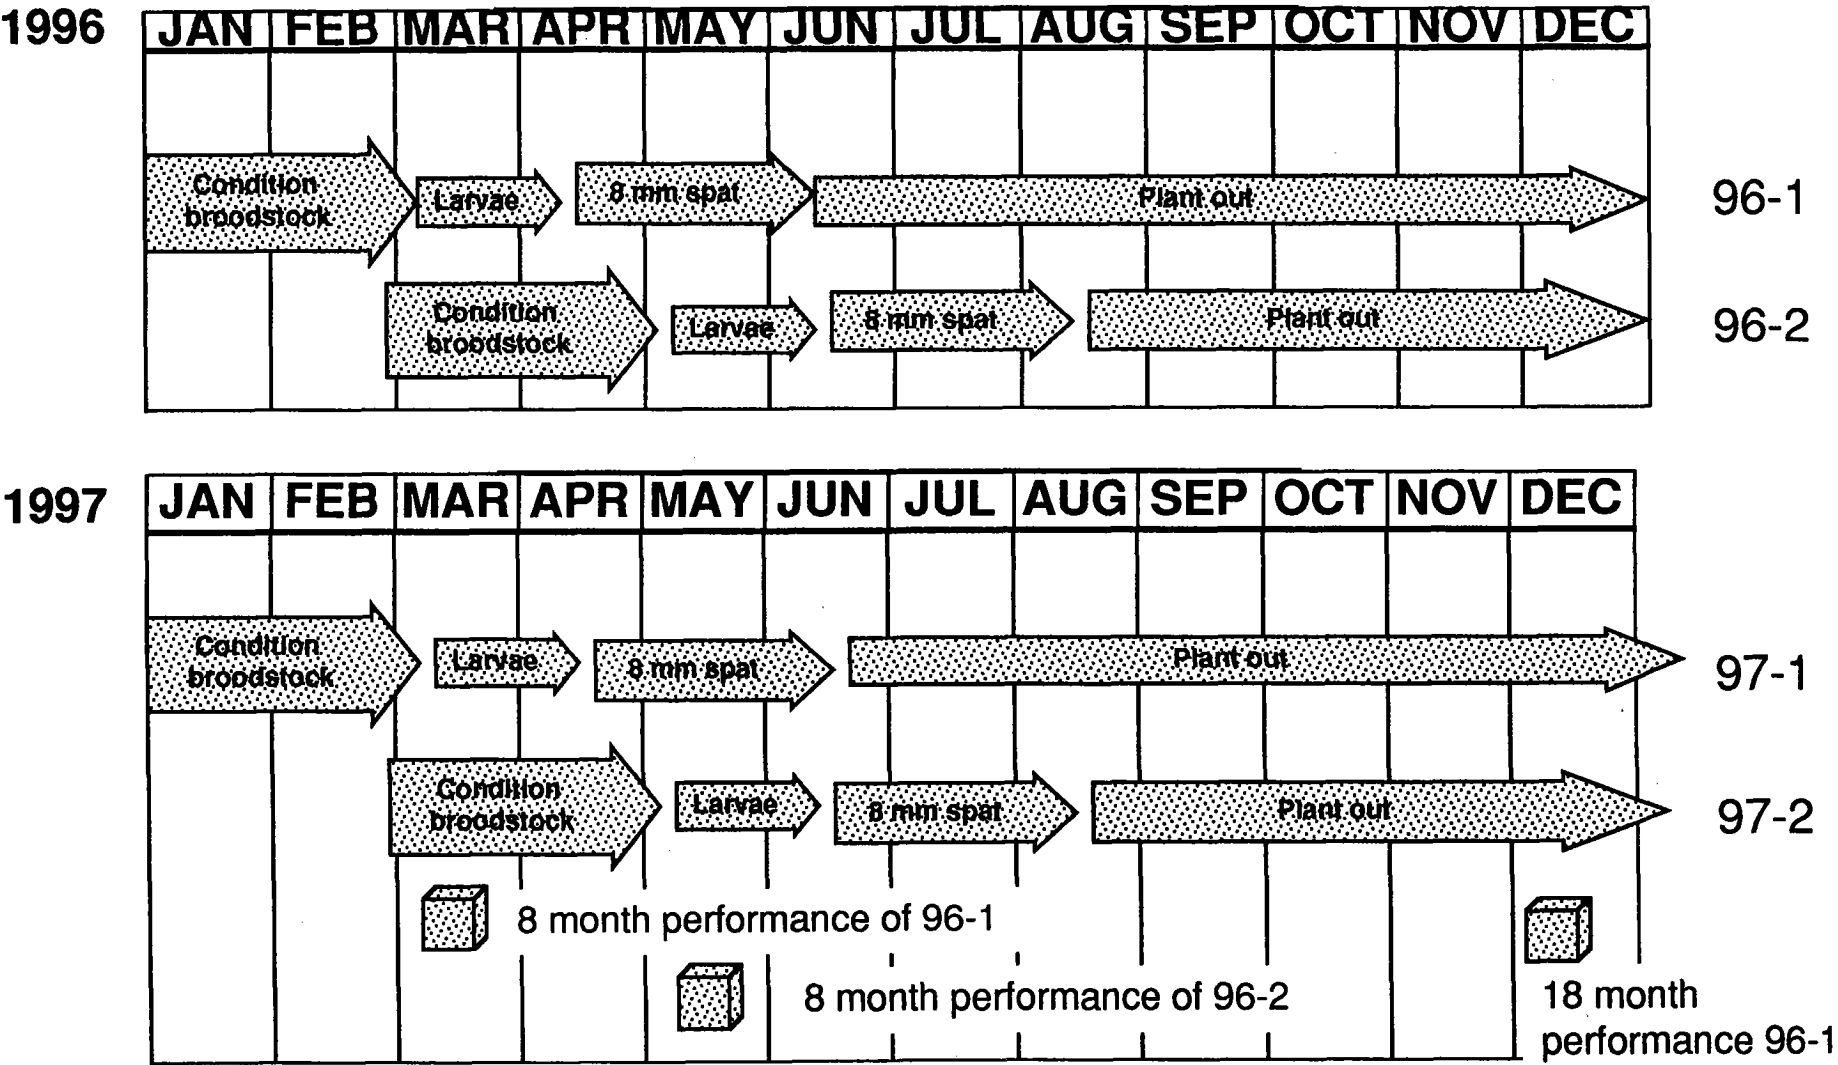 1996 JAN FEB MAR APR MAY JUN JUL AUG SEP OCT NOV DEC
Condition
broodstock
Larvae
8 mm spat
Plant out
96-1
Condition
broodstock
Larvae
8 mm spat
Plant out
96-2
1997 JAN FEB MAR APR MAY JUN JUL AUG SEP OCT NOV DEC
Condition
broodstock
Larvae
8 mm spat
Plant out
97-1
Condition
broodstock
Larvae
8 mm spat
Plant out
97-2
8 month performance of 96-1
8 month performance of 96-2
18 month
performance 96-1